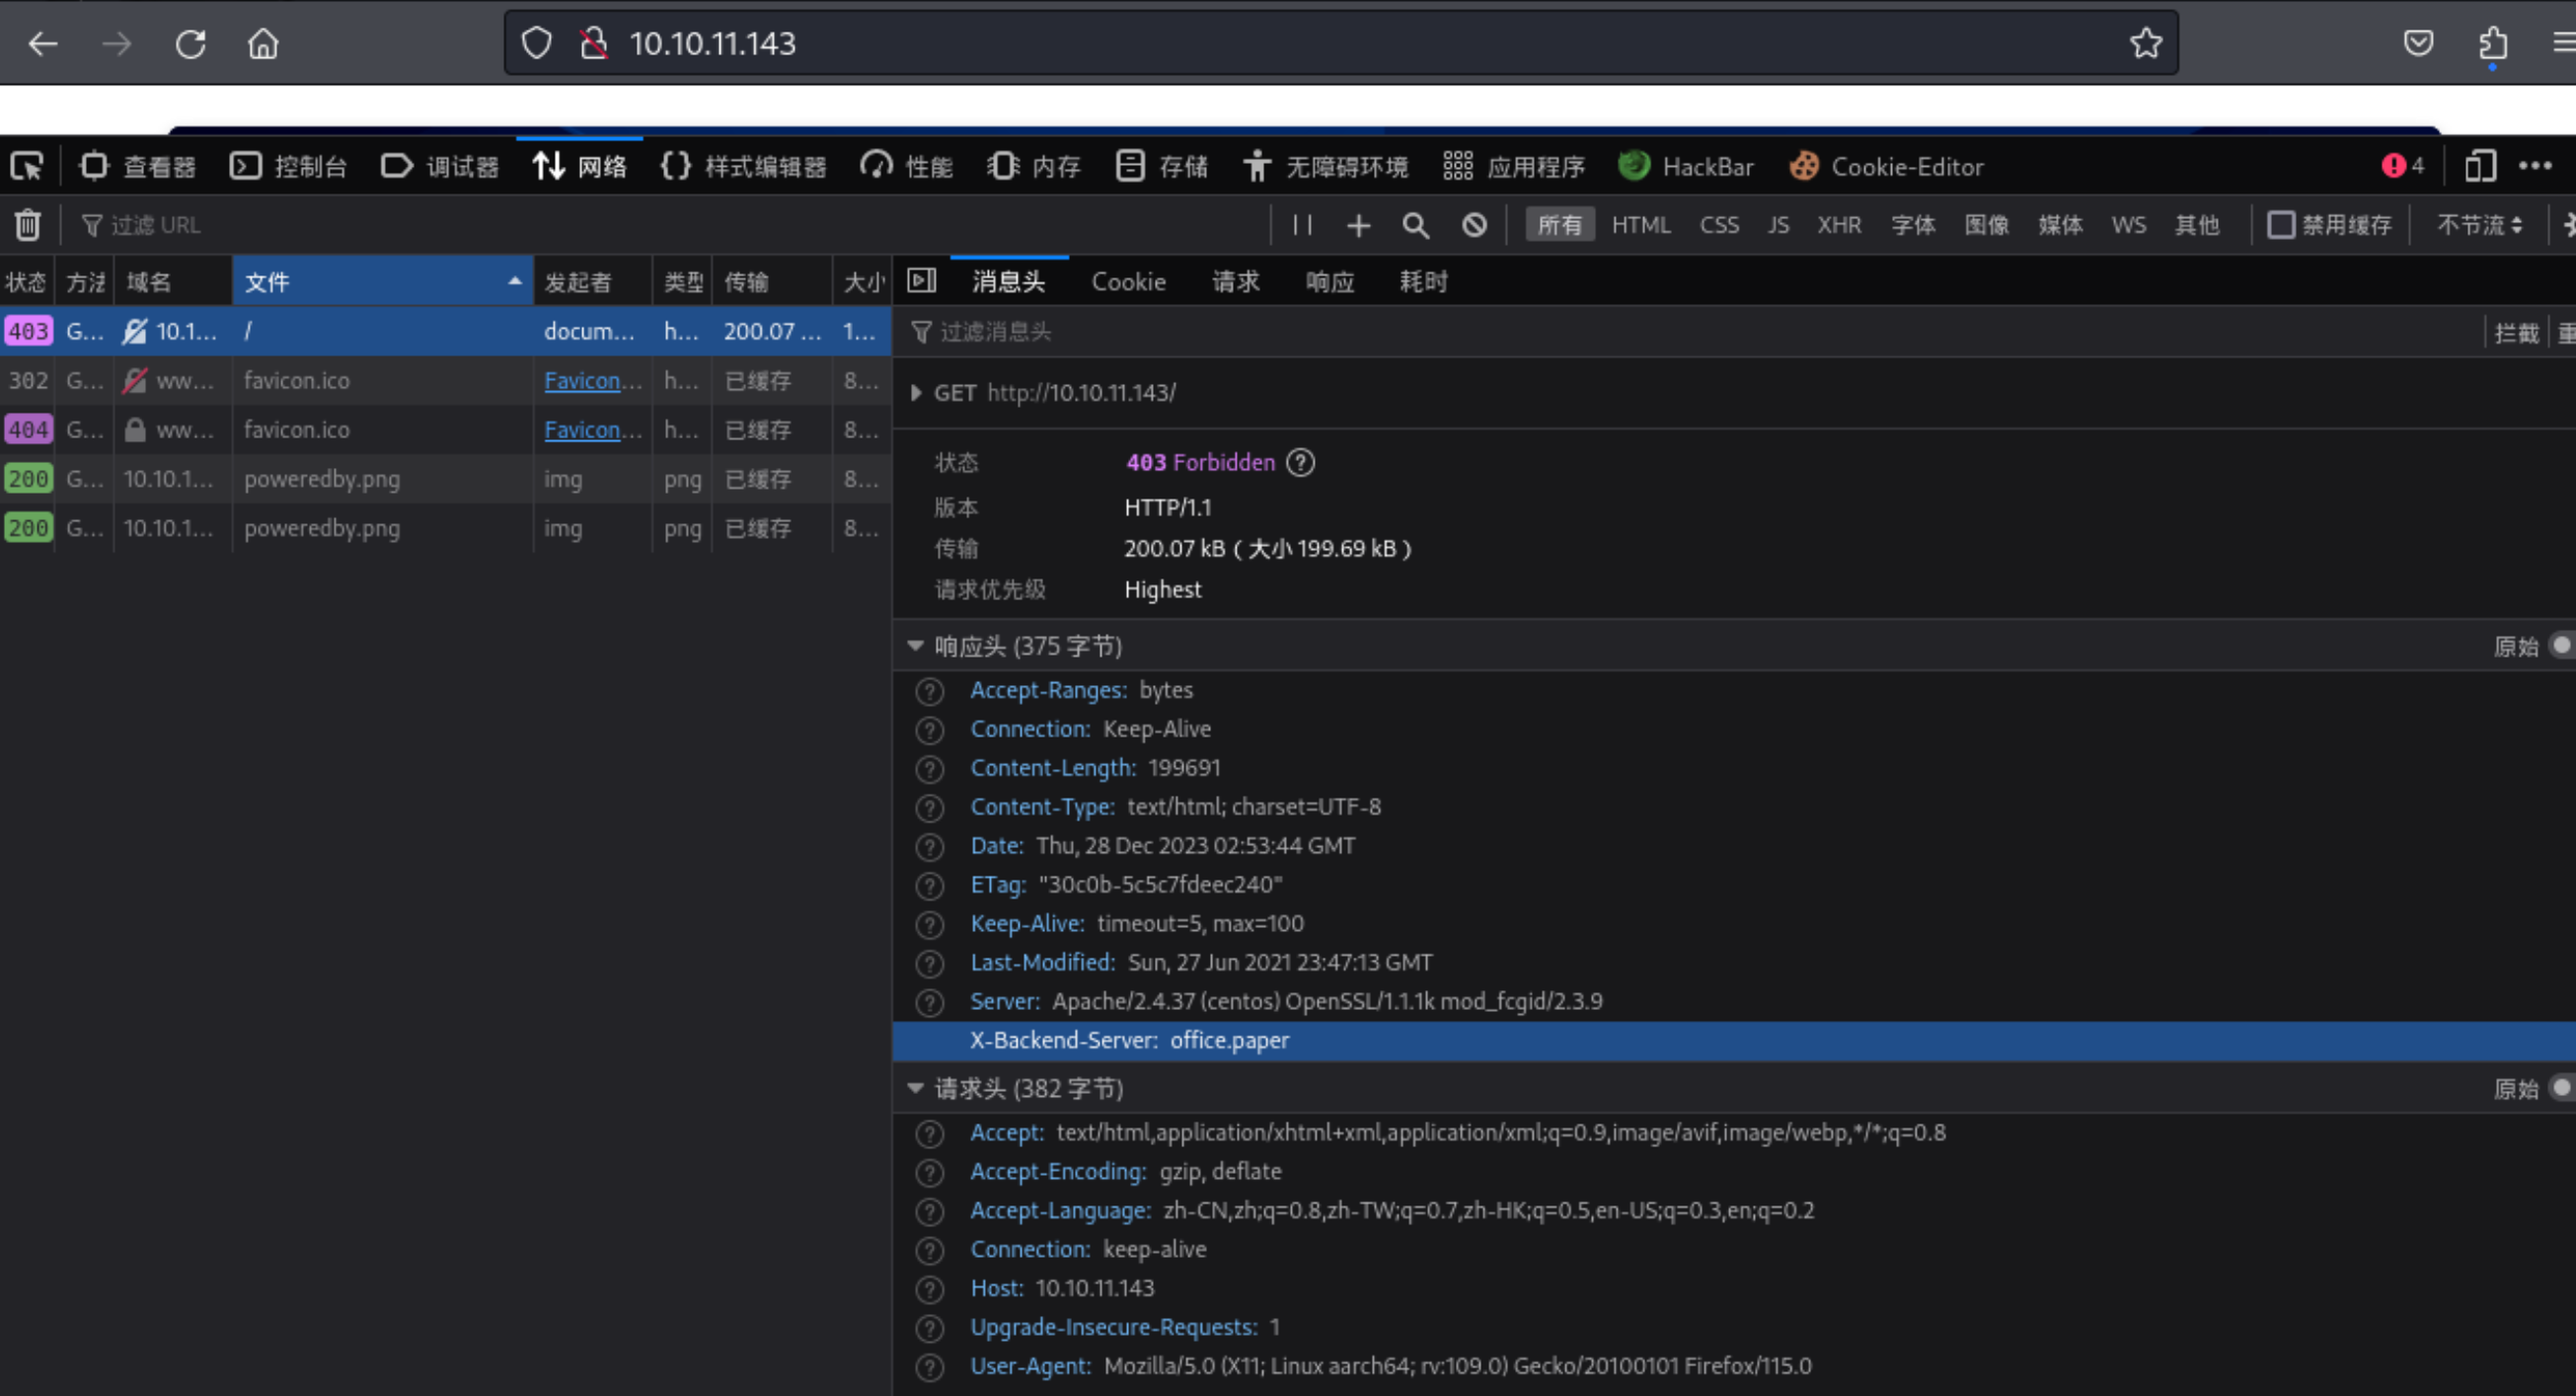 10.10.11.143
查看器 控制台 调试器 网络 样式编辑器 性能 内存 存储 无障碍环境 应用程序 HackBar Cookie-Editor 4
过滤 URL 所有 HTML CSS JS XHR 字体 图像 媒体 WS 其他 禁用缓存 不节流
状态 方法 域名 文件 发起者 类型 传输 大小 消息头 Cookie 请求 响应 耗时
403 G... 10.1... / docum... h... 200.07 ... 1... 过滤消息头 拦截 重
302 G... ww... favicon.ico Favicon... h... 已缓存 8...
GET http://10.10.11.143/
404 G... ww... favicon.ico Favicon... h... 已缓存 8...
200 G... 10.10.1... poweredby.png img png 已缓存 8...
200 G... 10.10.1... poweredby.png img png 已缓存 8...
状态 403 Forbidden
版本 HTTP/1.1
传输 200.07 kB（大小 199.69 kB）
请求优先级 Highest
响应头 (375 字节) 原始
Accept-Ranges: bytes
Connection: Keep-Alive
Content-Length: 199691
Content-Type: text/html; charset=UTF-8
Date: Thu, 28 Dec 2023 02:53:44 GMT
ETag: "30c0b-5c5c7fdeec240"
Keep-Alive: timeout=5, max=100
Last-Modified: Sun, 27 Jun 2021 23:47:13 GMT
Server: Apache/2.4.37 (centos) OpenSSL/1.1.1k mod_fcgid/2.3.9
X-Backend-Server: office.paper
请求头 (382 字节) 原始
Accept: text/html,application/xhtml+xml,application/xml;q=0.9,image/avif,image/webp,*/*;q=0.8
Accept-Encoding: gzip, deflate
Accept-Language: zh-CN,zh;q=0.8,zh-TW;q=0.7,zh-HK;q=0.5,en-US;q=0.3,en;q=0.2
Connection: keep-alive
Host: 10.10.11.143
Upgrade-Insecure-Requests: 1
User-Agent: Mozilla/5.0 (X11; Linux aarch64; rv:109.0) Gecko/20100101 Firefox/115.0